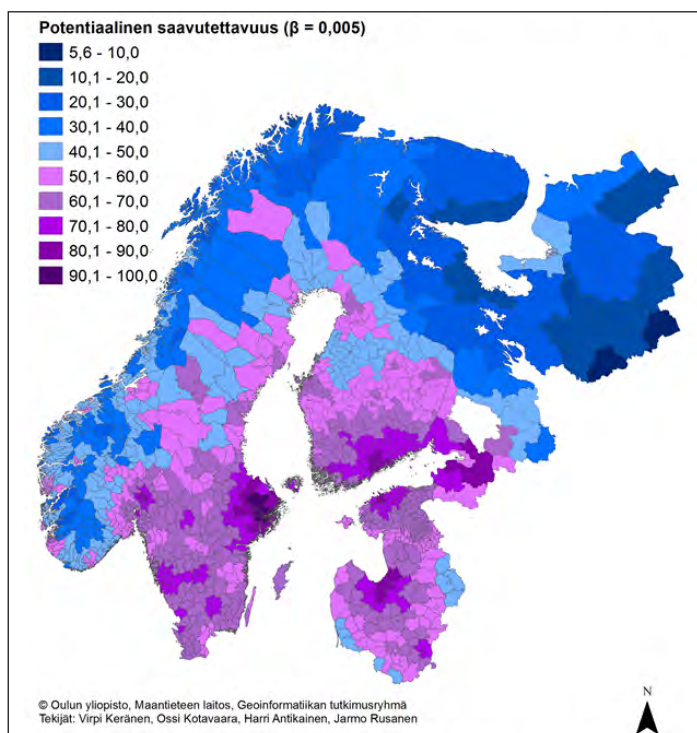 Potentiaalinen saavutettavuus (β = 0,005)
5,6 - 10,0
10,1 - 20,0
20,1 - 30,0
30,1 - 40,0
40,1 - 50,0
50,1 - 60,0
60,1 - 70,0
70,1 - 80,0
80,1 - 90,0
90,1 - 100,0
N
© Oulun yliopisto, Maantieteen laitos, Geoinformatiikan tutkimusryhmä
Tekijät: Virpi Keränen, Ossi Kotavaara, Harri Antikainen, Jarmo Rusanen